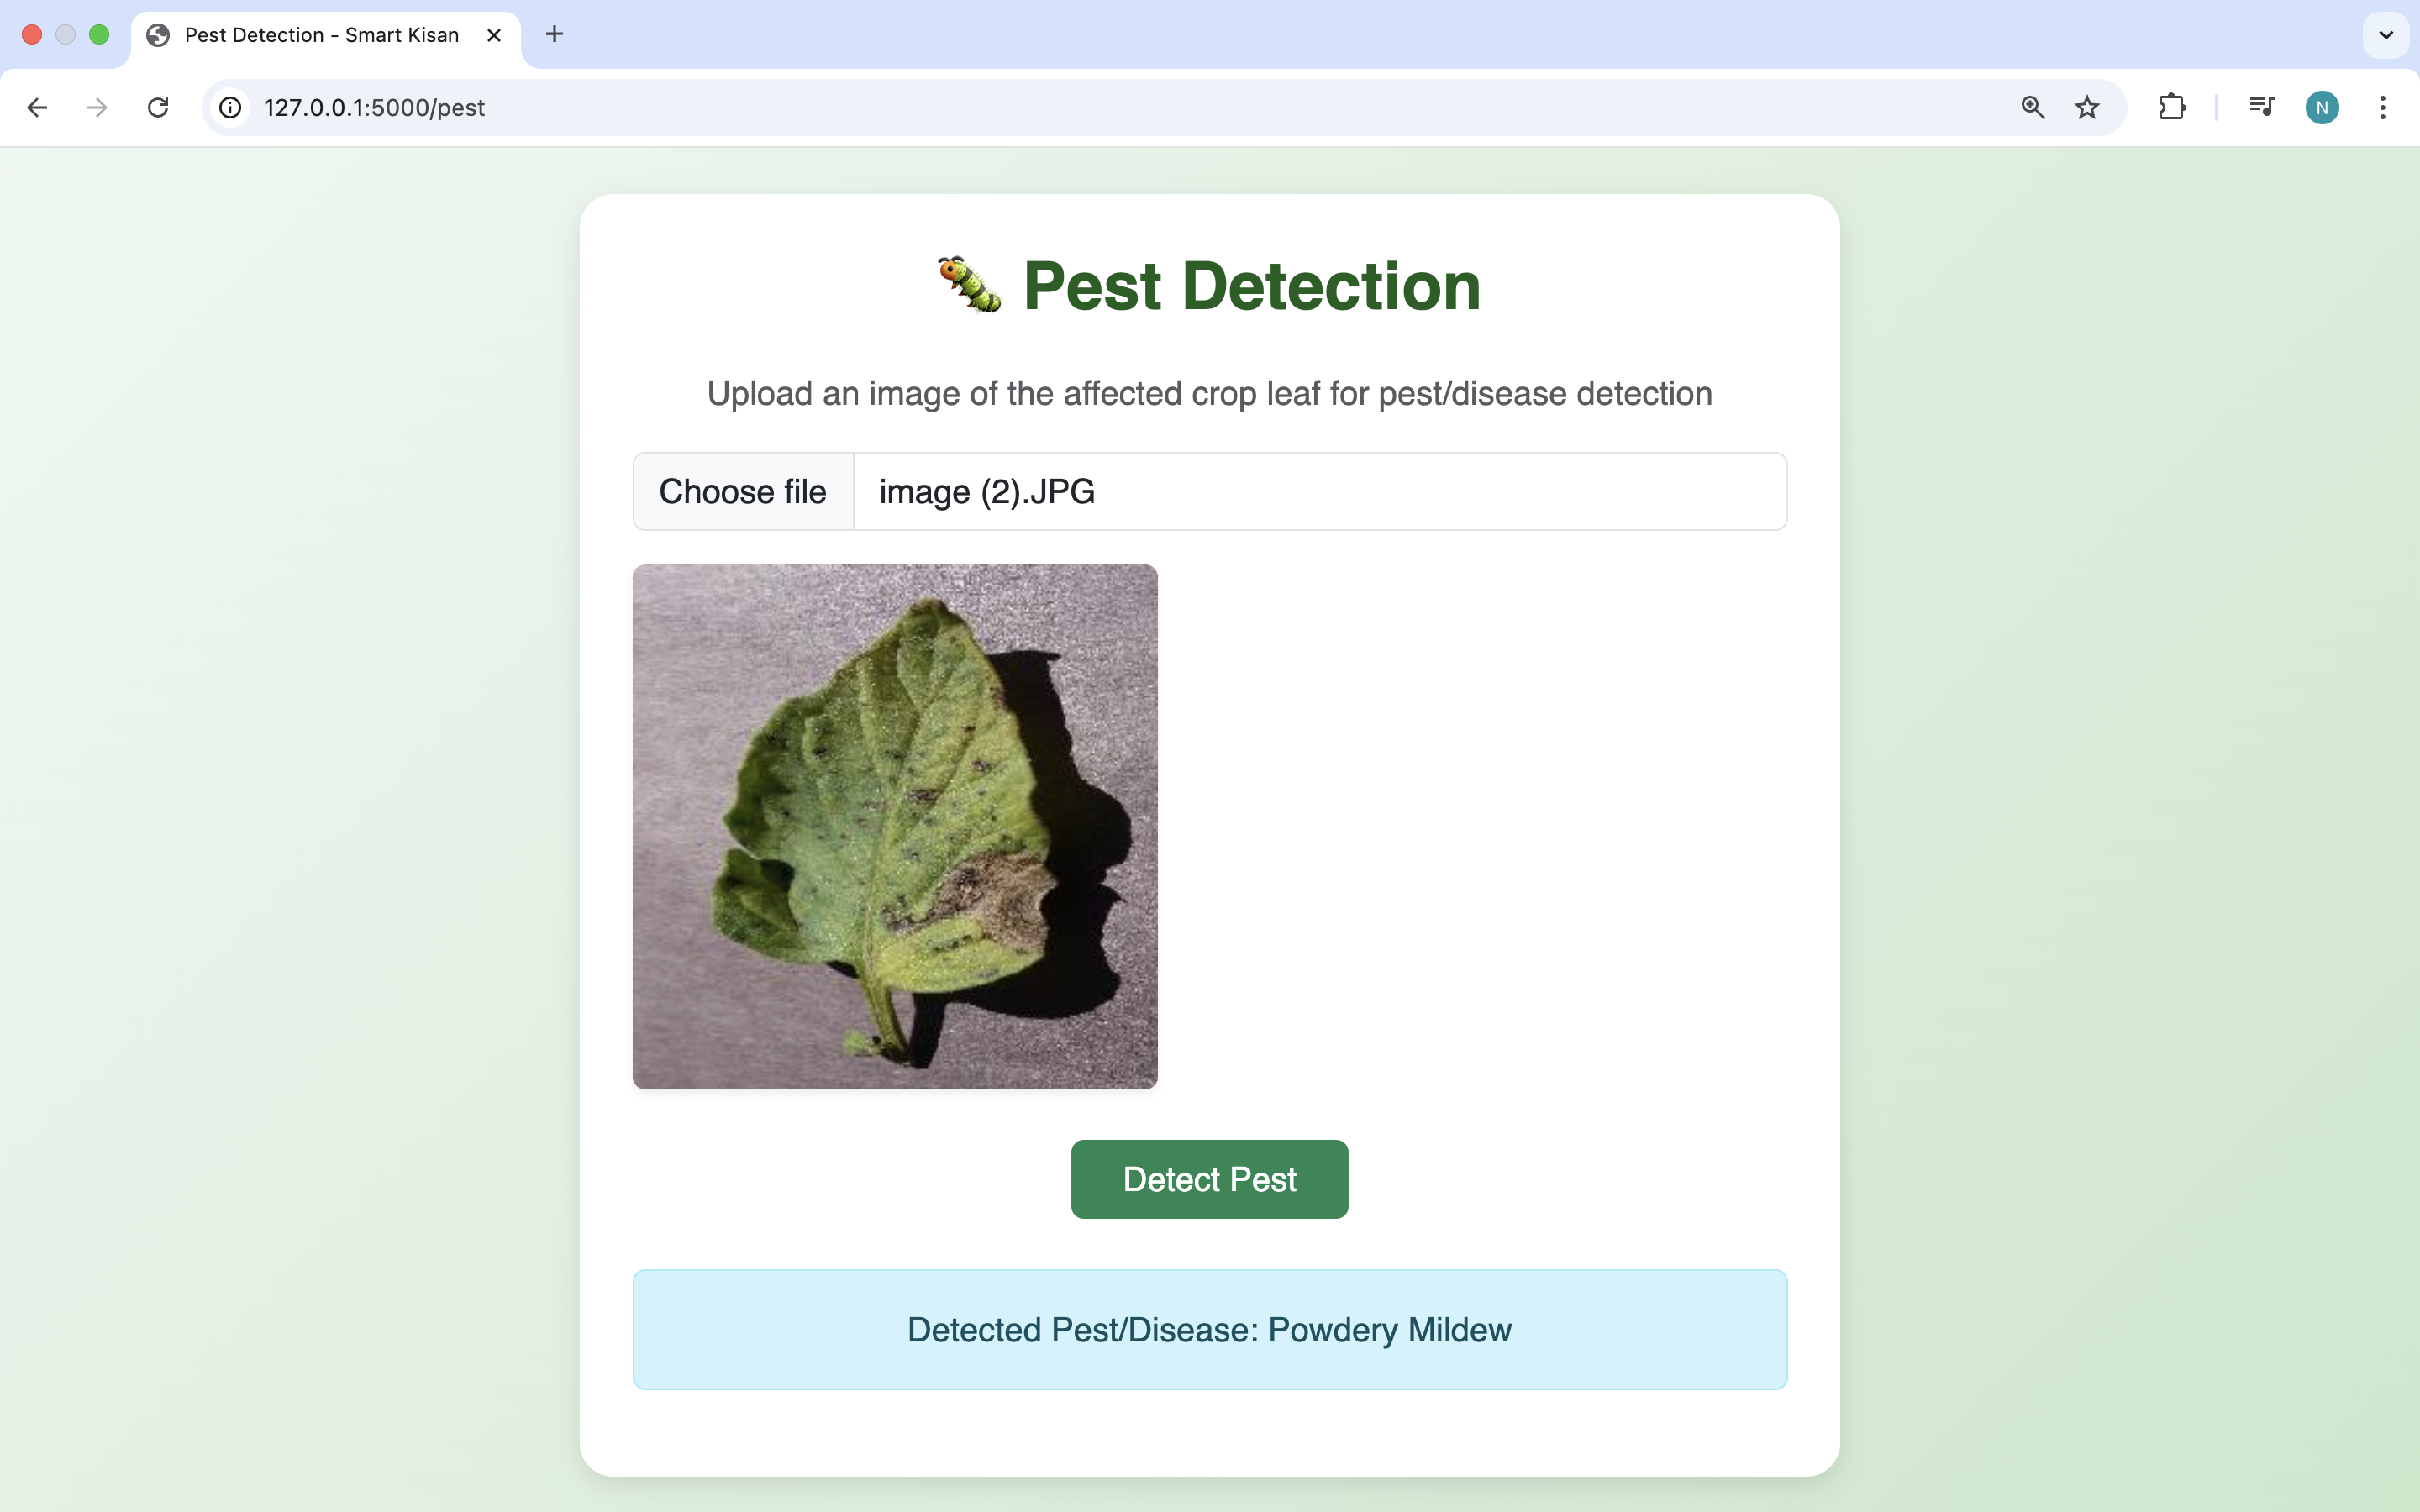 Pest Detection - Smart Kisan
127.0.0.1:5000/pest
N
Pest Detection
Upload an image of the affected crop leaf for pest/disease detection
Choose file image (2).JPG
Detect Pest
Detected Pest/Disease: Powdery Mildew